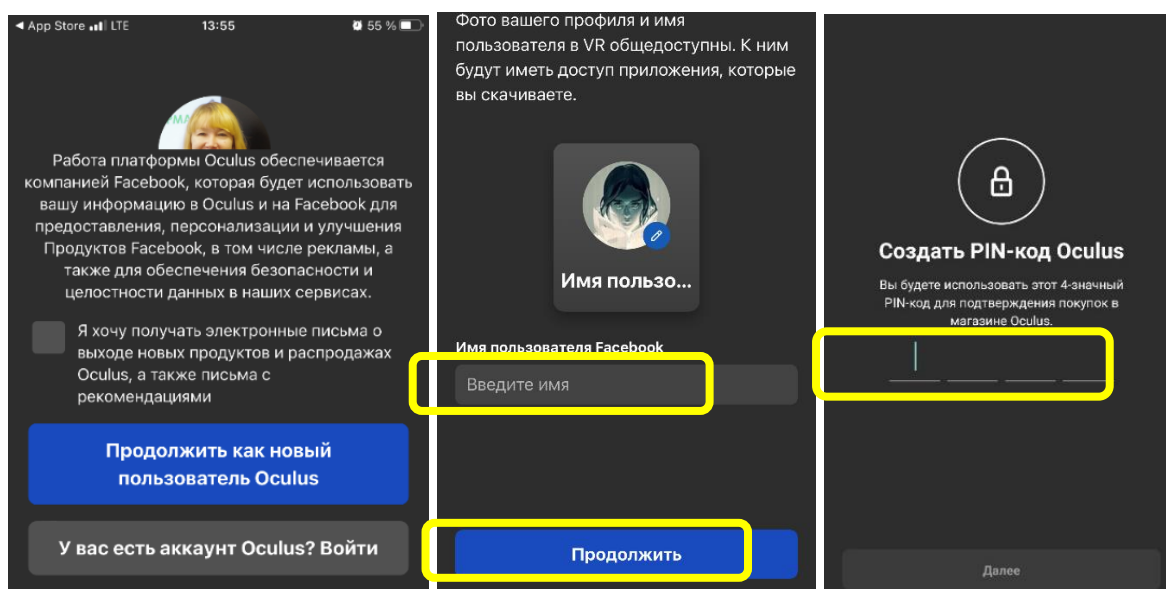 App Store LTE 13:55 55 %
Работа платформы Oculus обеспечивается
компанией Facebook, которая будет использовать
вашу информацию в Oculus и на Facebook для
предоставления, персонализации и улучшения
Продуктов Facebook, в том числе рекламы, а
также для обеспечения безопасности и
целостности данных в наших сервисах.
Я хочу получать электронные письма о
выходе новых продуктов и распродажах
Oculus, а также письма с
рекомендациями
Продолжить как новый
пользователь Oculus
У вас есть аккаунт Oculus? Войти
Фото вашего профиля и имя
пользователя в VR общедоступны. К ним
будут иметь доступ приложения, которые
вы скачиваете.
Имя пользо...
Имя пользователя Facebook
Введите имя
Продолжить
Создать PIN-код Oculus
Вы будете использовать этот 4-значный
PIN-код для подтверждения покупок в
магазине Oculus.
Далее